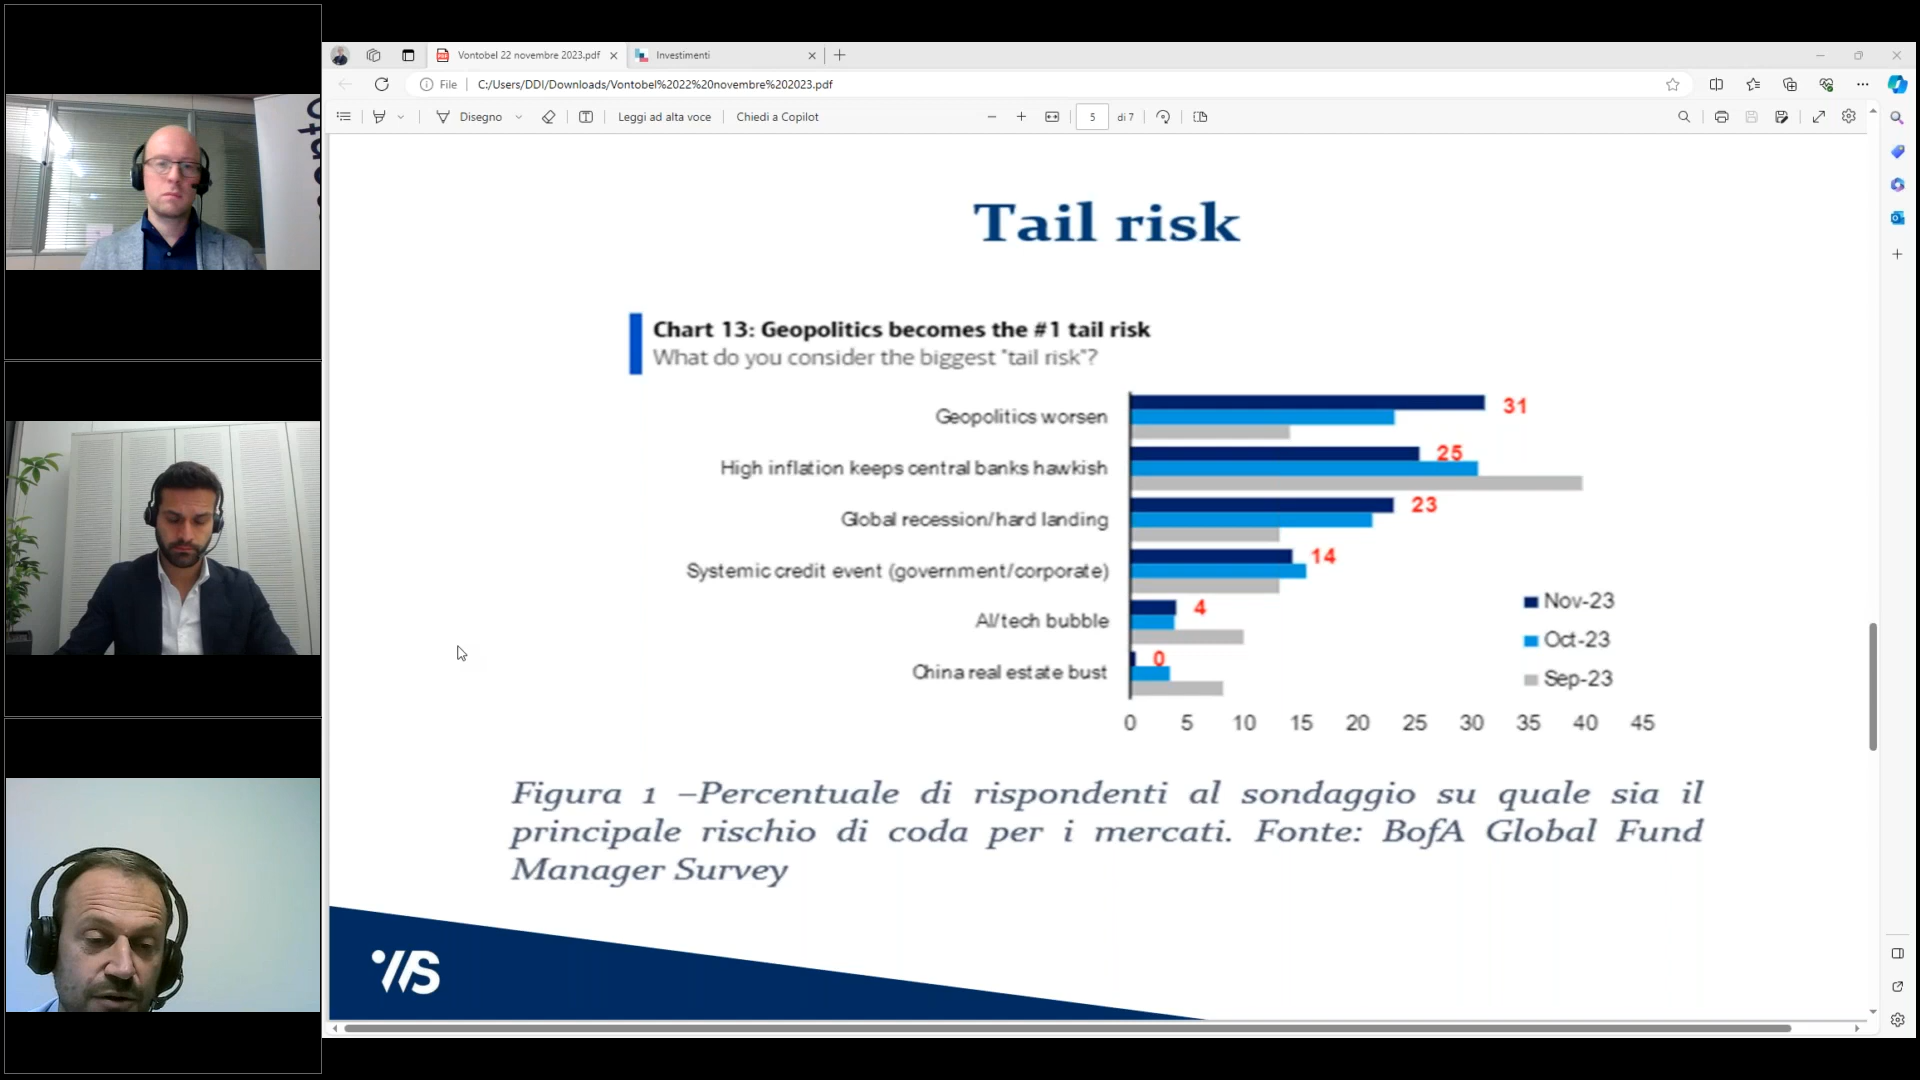 Vontobel 22 novembre 2023.pdf
Investimenti
File
C:/Users/DDI/Downloads/Vontobel%2022%20novembre%202023.pdf
Disegno
Leggi ad alta voce
Chiedi a Copilot
5
di 7
Tail risk
Chart 13: Geopolitics becomes the #1 tail risk
What do you consider the biggest "tail risk"?
Geopolitics worsen
31
High inflation keeps central banks hawkish
25
Global recession/hard landing
23
Systemic credit event (government/corporate)
14
AI/tech bubble
4
China real estate bust
0
Nov-23
Oct-23
Sep-23
0 5 10 15 20 25 30 35 40 45
Figura 1 –Percentuale di rispondenti al sondaggio su quale sia il
principale rischio di coda per i mercati. Fonte: BofA Global Fund
Manager Survey